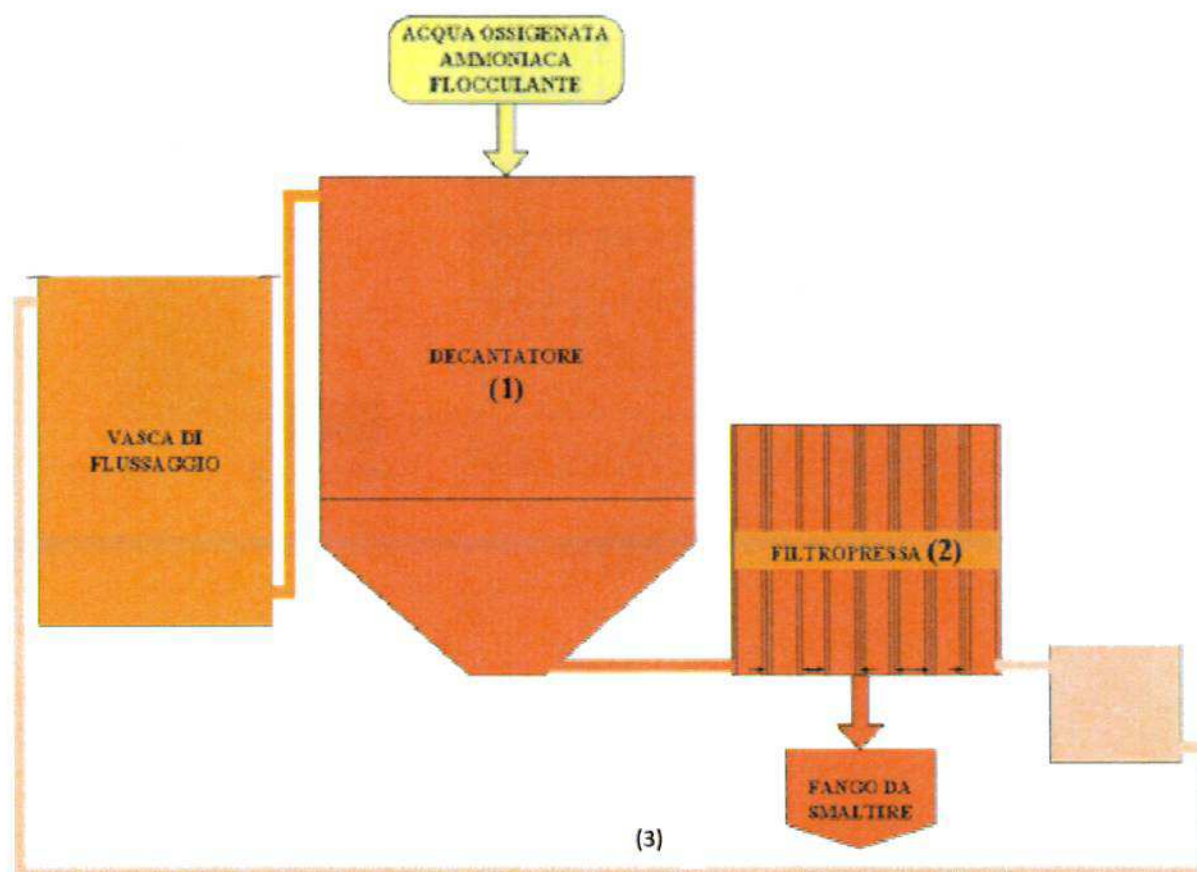 ACQUA OSSIGENATA
AMMONIACA
FLOCCULANTE
DECANTATORE
(1)
VASCA DI
FLUSSAGGIO
FILTROPRESSA (2)
FANGO DA
SMALTIRE
(3)